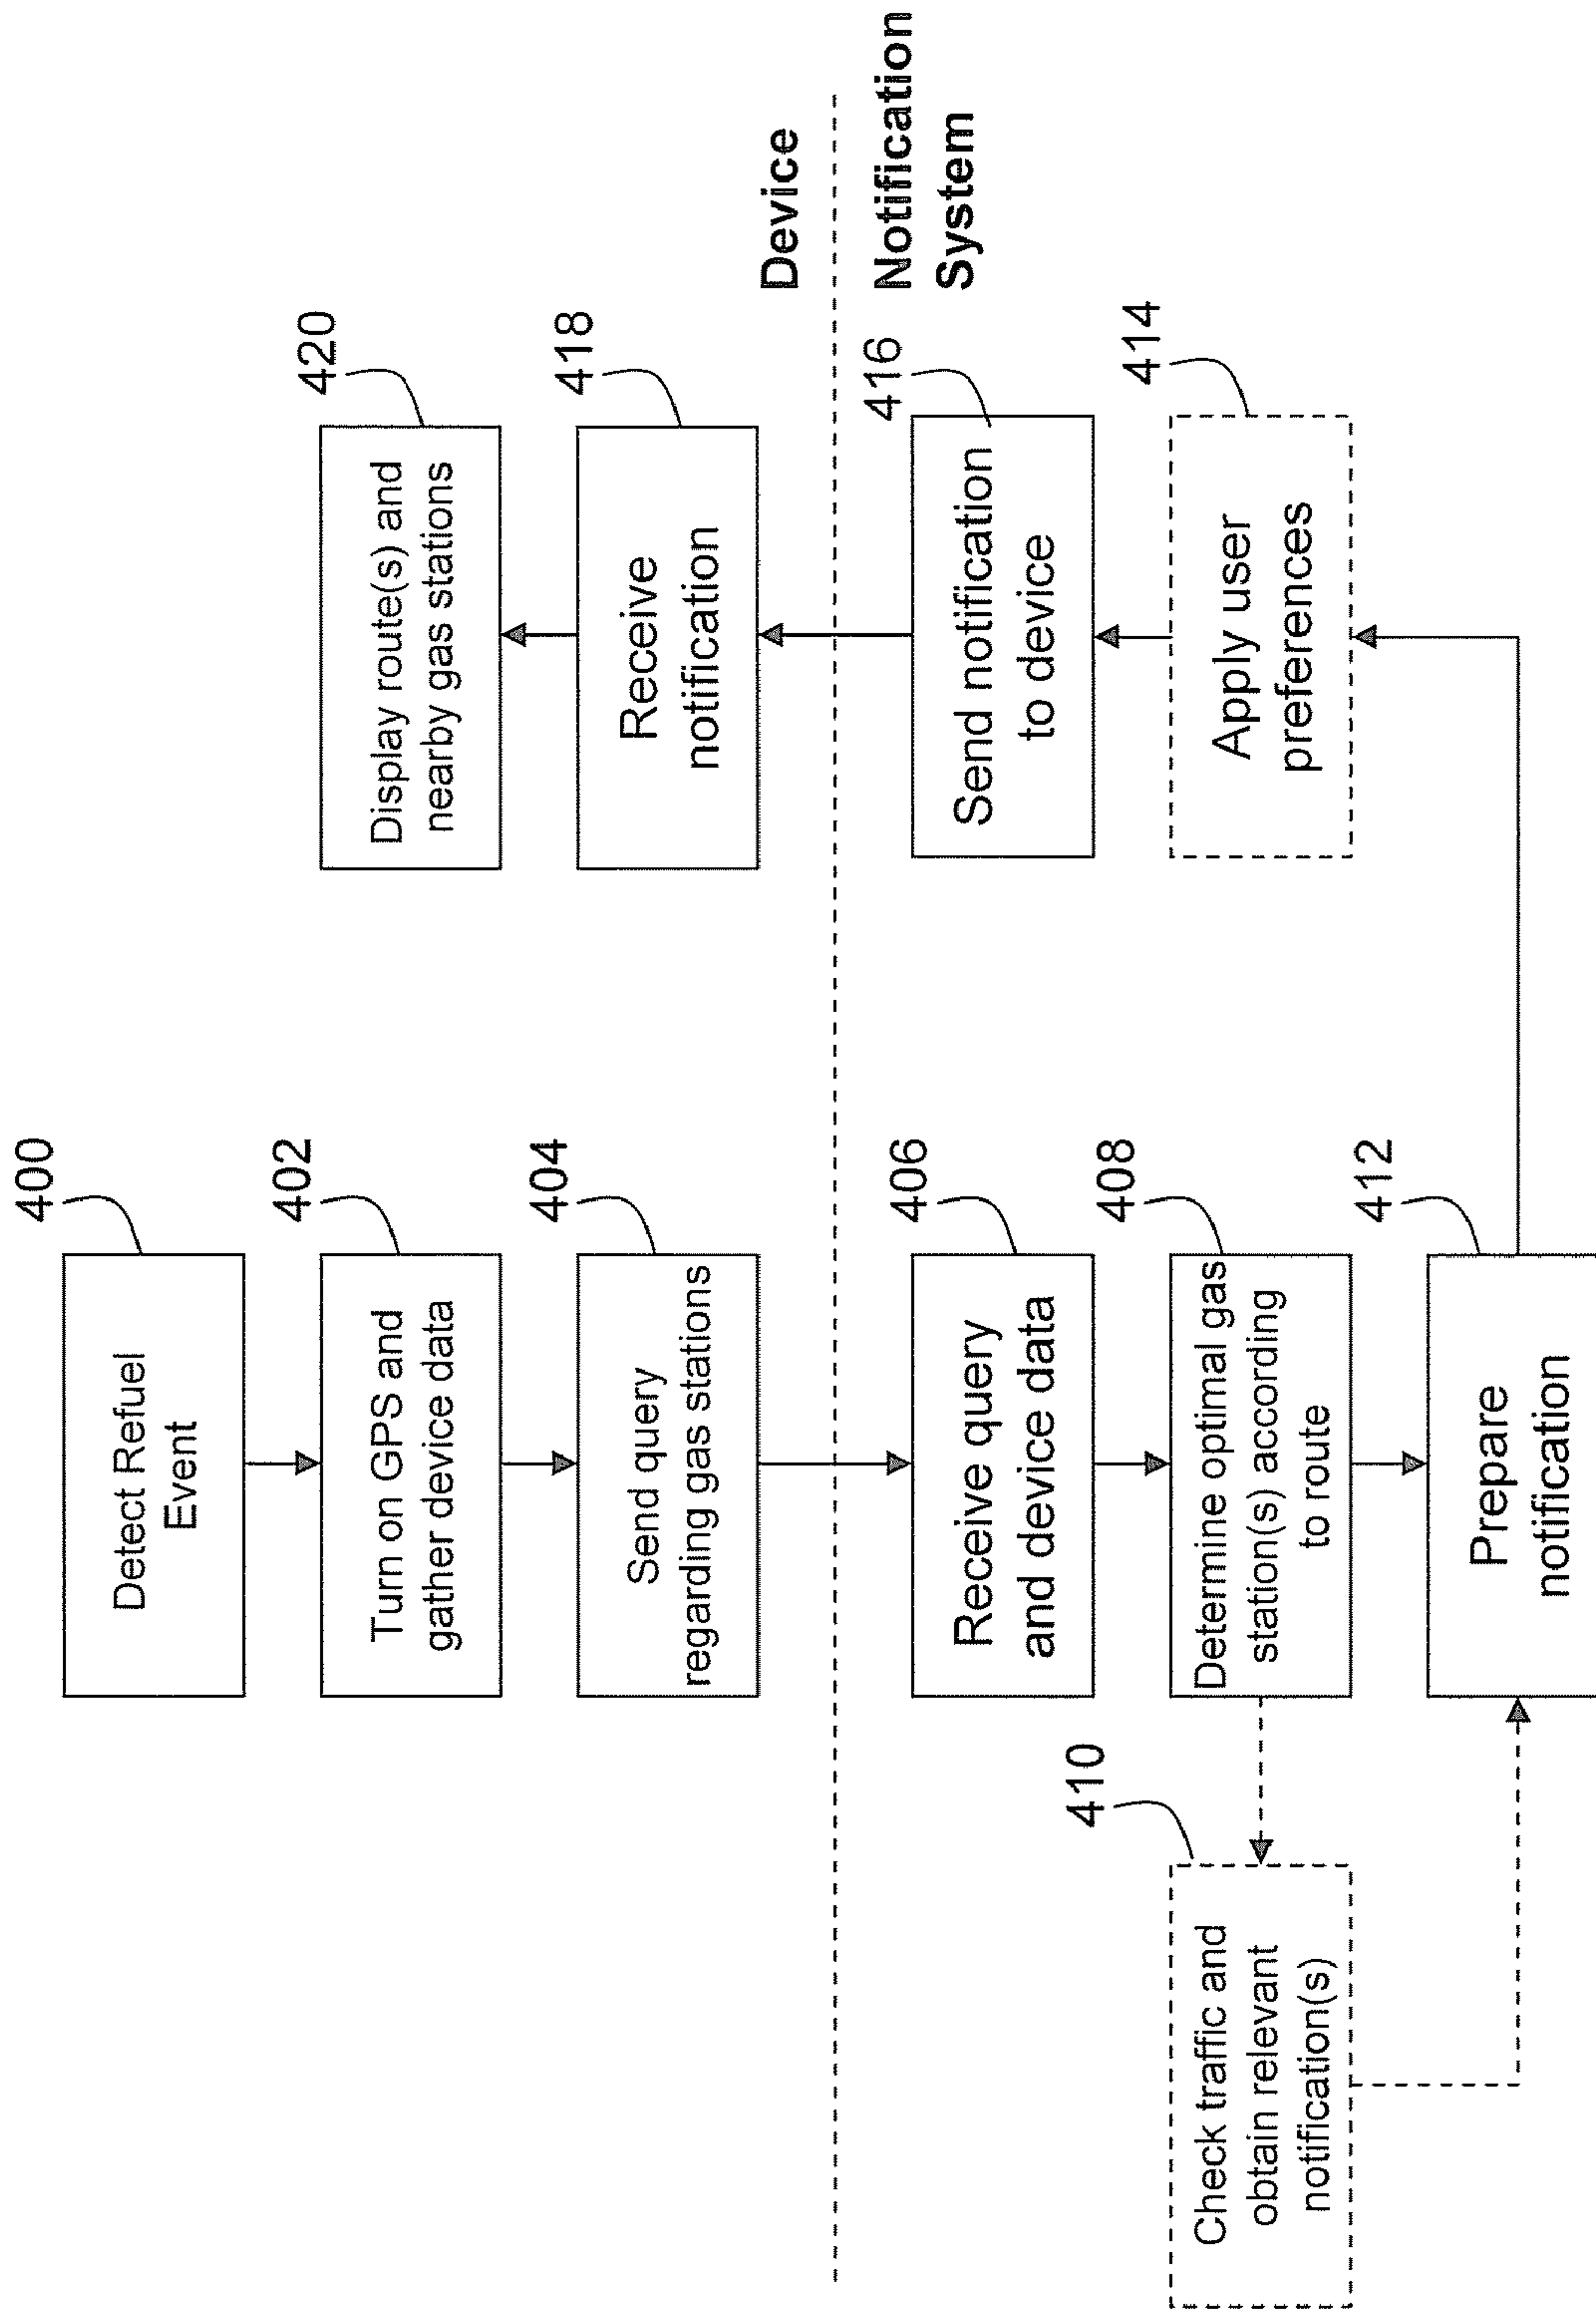 400
Detect Refuel
Event
402
Turn on GPS and
gather device data
404
Send query
regarding gas stations
406
Receive query
and device data
408
Determine optimal gas
station(s) according
to route
410
Check traffic and
obtain relevant
notification(s)
412
Prepare
notification
414
Apply user
preferences
416
Send notification
to device
418
Receive
notification
420
Display route(s) and
nearby gas stations
Device
Notification
System